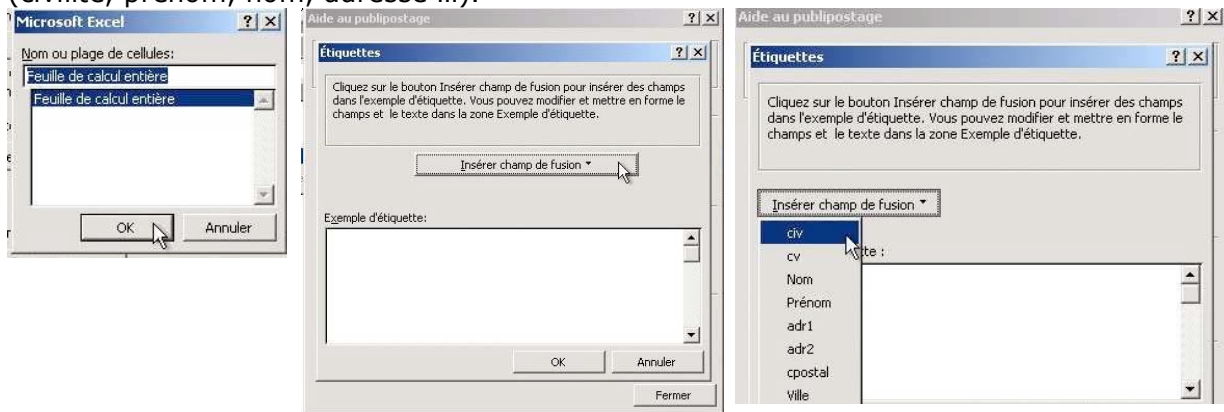 (civilité, prénom, nom, adresse ...).
Microsoft Excel
Nom ou plage de cellules:
Feuille de calcul entière
Feuille de calcul entière
OK
Annuler
Aide au publipostage
Étiquettes
Cliquez sur le bouton Insérer champ de fusion pour insérer des champs
dans l'exemple d'étiquette. Vous pouvez modifier et mettre en forme le
champs et le texte dans la zone Exemple d'étiquette.
Insérer champ de fusion
Exemple d'étiquette:
OK
Annuler
Fermer
Aide au publipostage
Étiquettes
Cliquez sur le bouton Insérer champ de fusion pour insérer des champs
dans l'exemple d'étiquette. Vous pouvez modifier et mettre en forme le
champs et le texte dans la zone Exemple d'étiquette.
Insérer champ de fusion
civ
cv
Nom
Prénom
adr1
adr2
cpostal
Ville